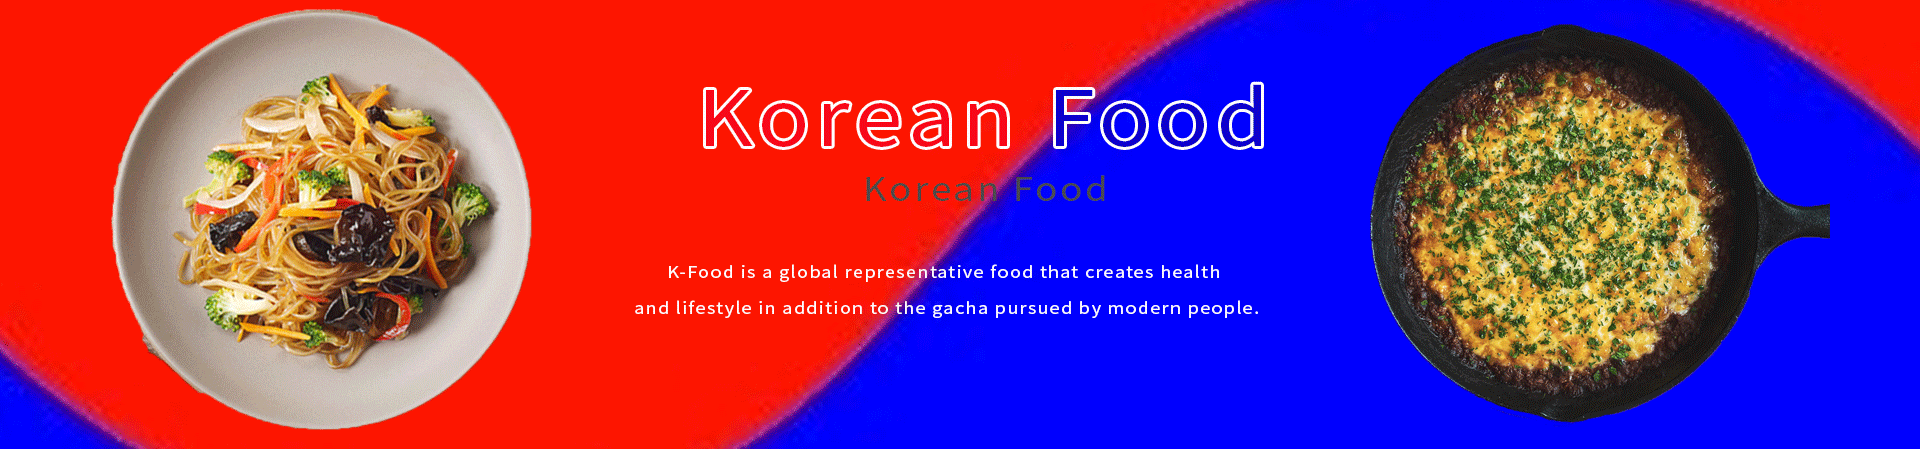 Korean Food
Korean Food
K-Food is a global representative food that creates health
and lifestyle in addition to the gacha pursued by modern people.